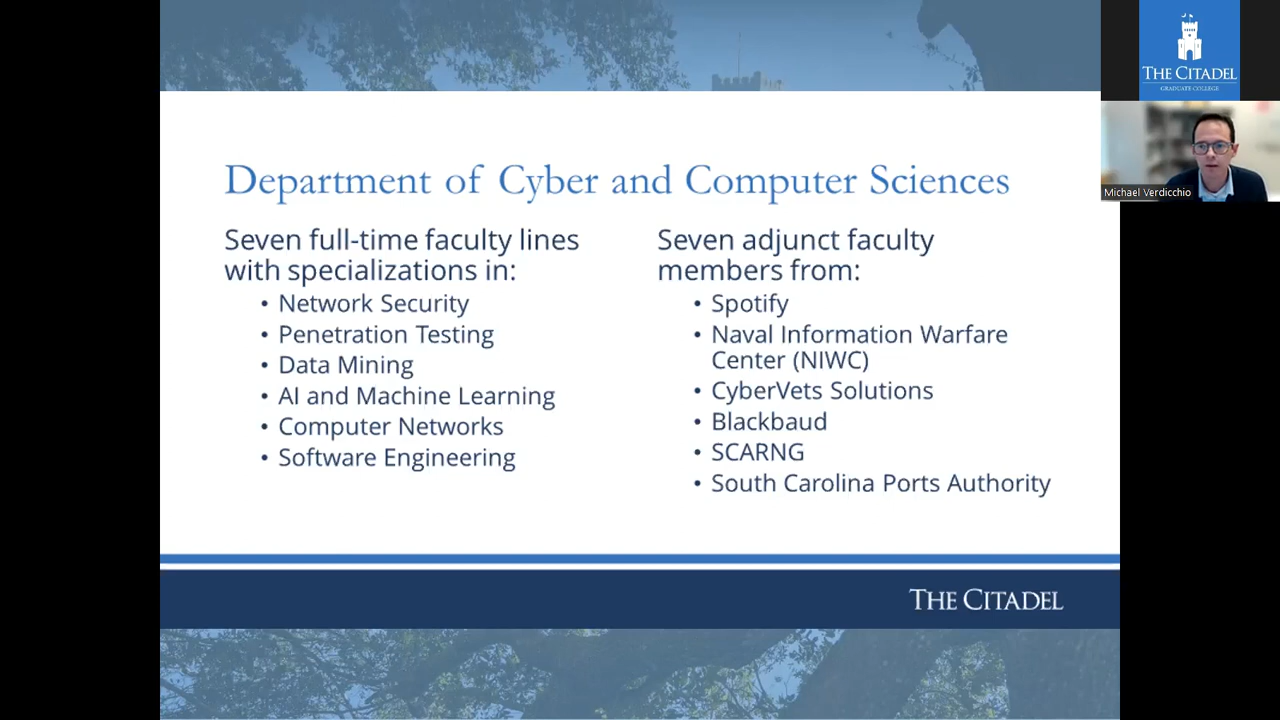 Department of Cyber and Computer Sciences
Seven full-time faculty lines
with specializations in:
• Network Security
• Penetration Testing
• Data Mining
• AI and Machine Learning
• Computer Networks
• Software Engineering
Seven adjunct faculty
members from:
• Spotify
• Naval Information Warfare
Center (NIWC)
• CyberVets Solutions
• Blackbaud
• SCARNG
• South Carolina Ports Authority
THE CITADEL
THE CITADEL
GRADUATE COLLEGE
Michael Verdicchio